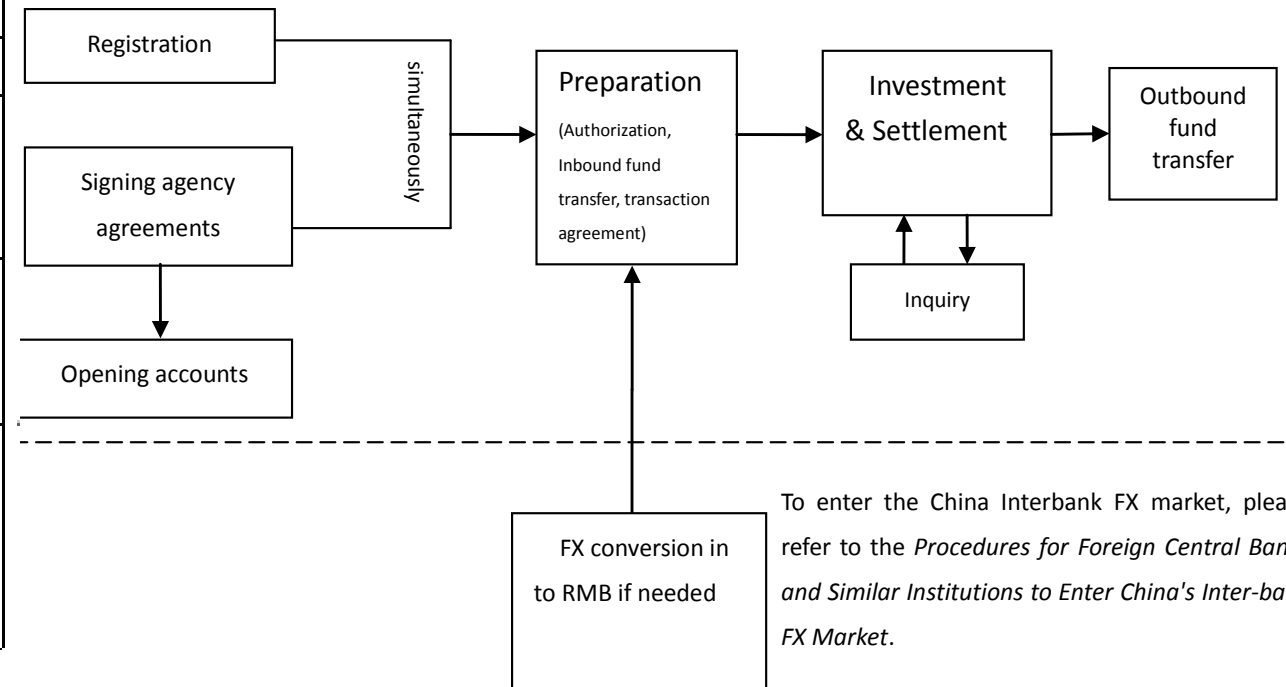 Registration
simultaneously
Signing agency
agreements
Opening accounts
Preparation
(Authorization,
Inbound fund
transfer, transaction
agreement)
Investment
& Settlement
Inquiry
Outbound
fund
transfer
FX conversion in
to RMB if needed
To enter the China Interbank FX market, plea
refer to the Procedures for Foreign Central Ban
and Similar Institutions to Enter China's Inter-ba
FX Market.